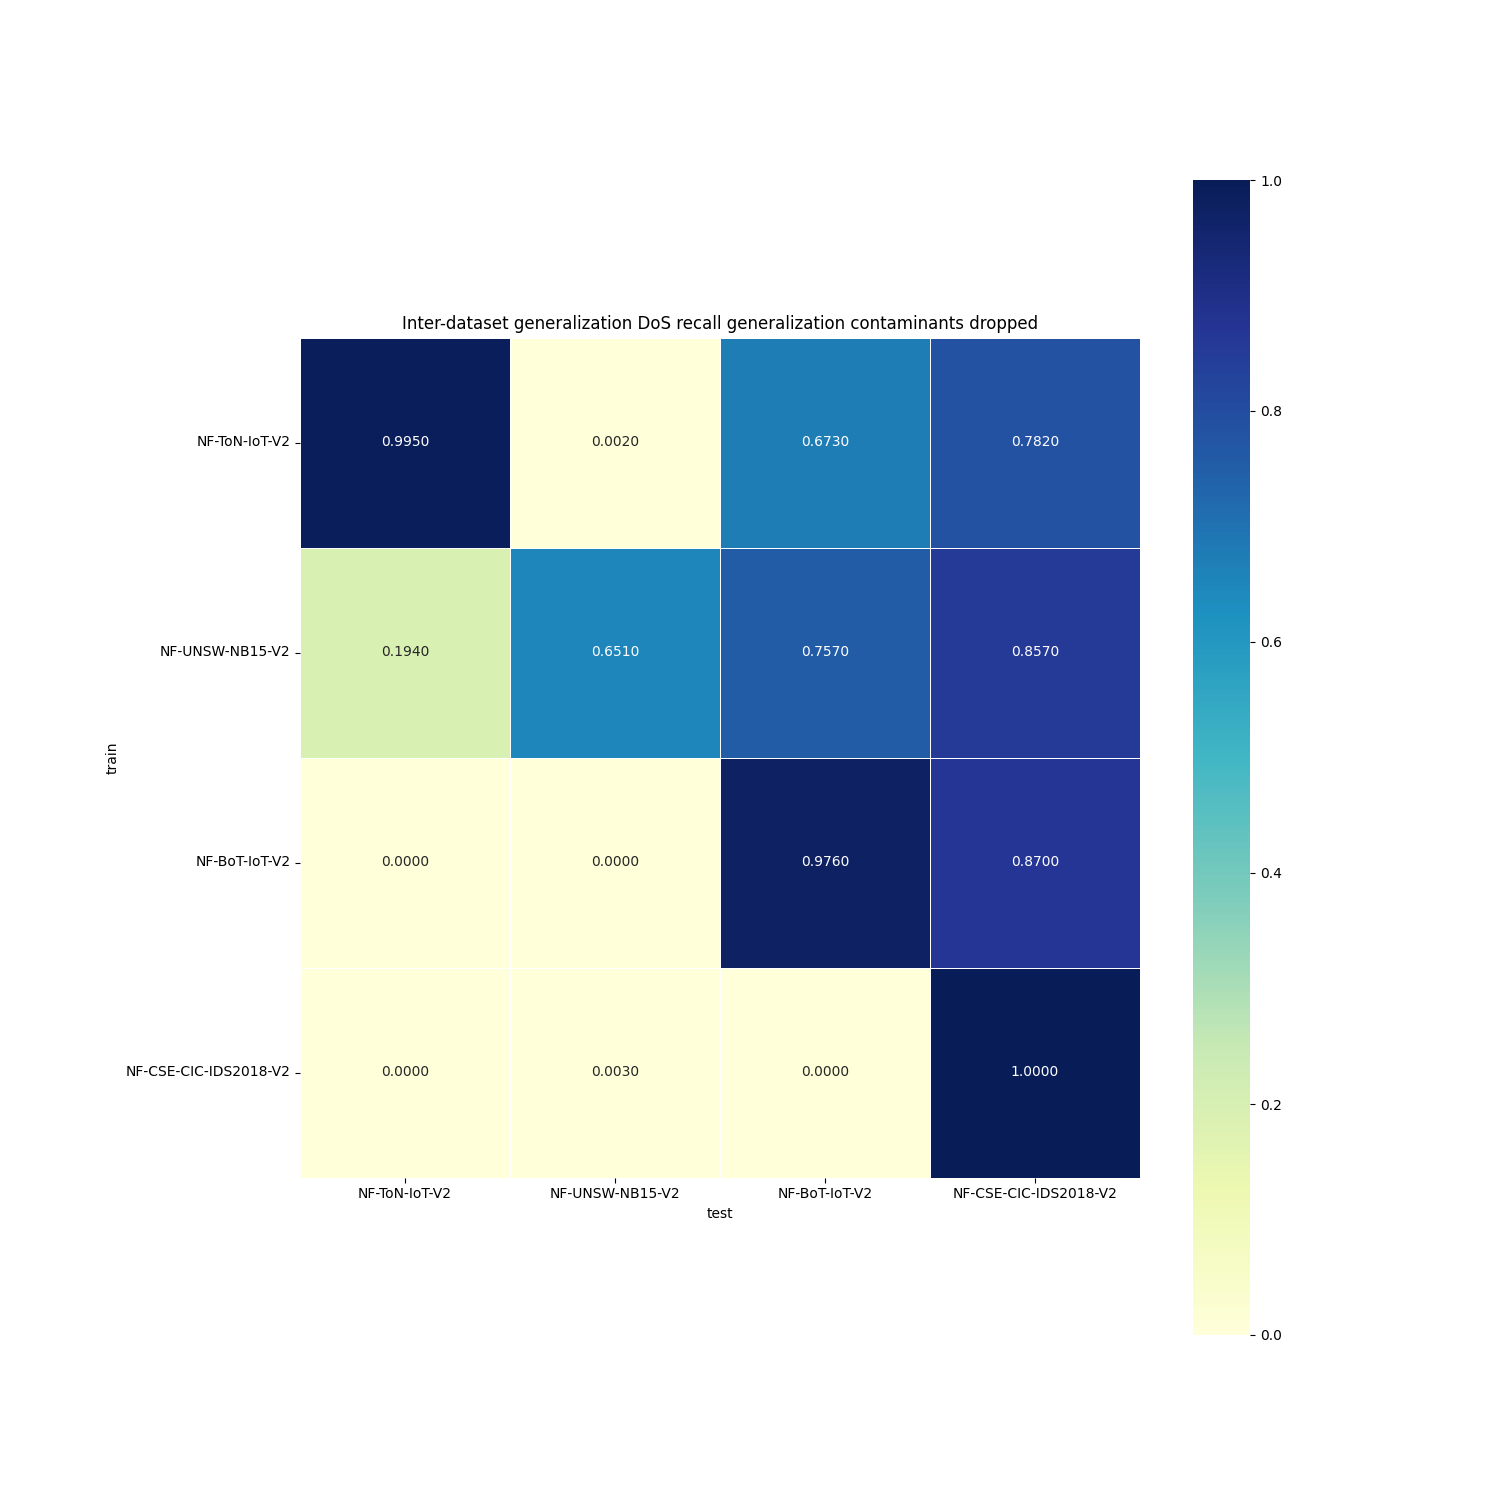 Inter-dataset generalization DoS recall generalization contaminants dropped
NF-ToN-IoT-V2 0.9950 0.0020 0.6730 0.7820
NF-UNSW-NB15-V2 0.1940 0.6510 0.7570 0.8570
NF-BoT-IoT-V2 0.0000 0.0000 0.9760 0.8700
NF-CSE-CIC-IDS2018-V2 0.0000 0.0030 0.0000 1.0000
NF-ToN-IoT-V2 NF-UNSW-NB15-V2 NF-BoT-IoT-V2 NF-CSE-CIC-IDS2018-V2
test
train
1.0
0.8
0.6
0.4
0.2
0.0